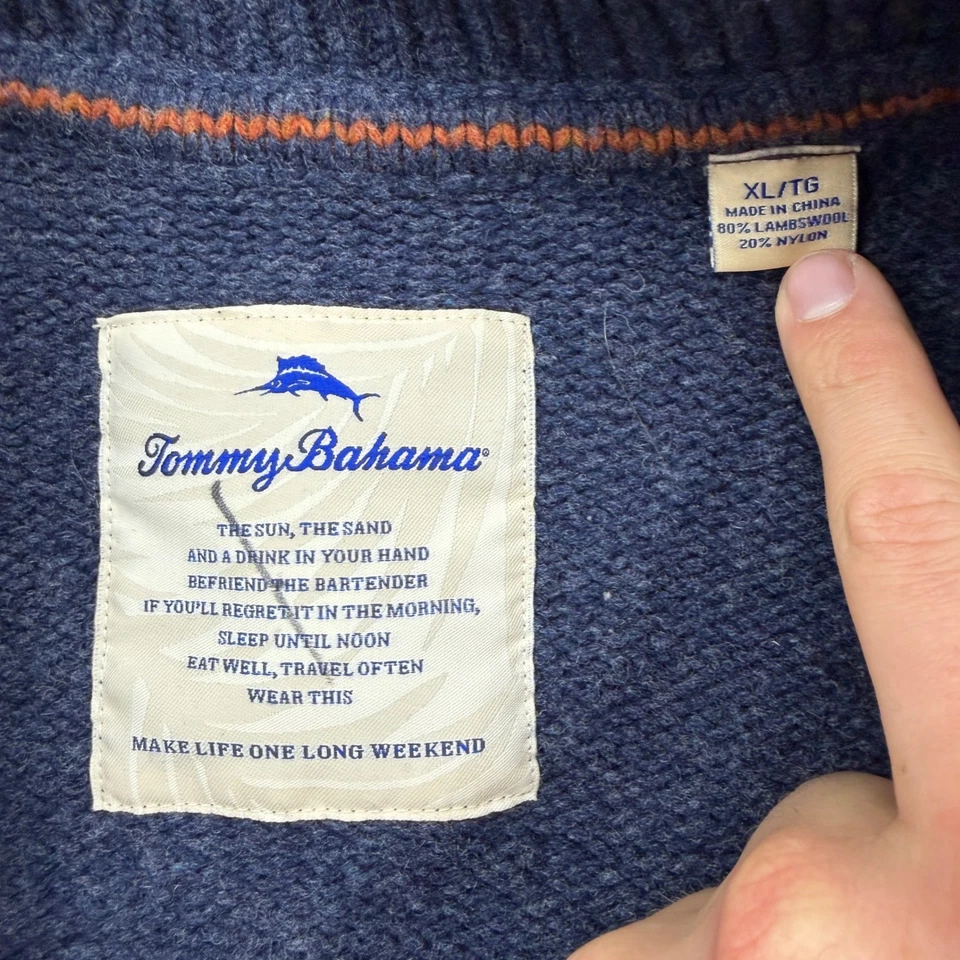 XL/TG
MADE IN CHINA
80% LAMBSWOOL
20% NYLON
Tommy Bahama®
THE SUN, THE SAND
AND A DRINK IN YOUR HAND
BEFRIEND THE BARTENDER
IF YOU'LL REGRET IT IN THE MORNING,
SLEEP UNTIL NOON
EAT WELL, TRAVEL OFTEN
WEAR THIS
MAKE LIFE ONE LONG WEEKEND